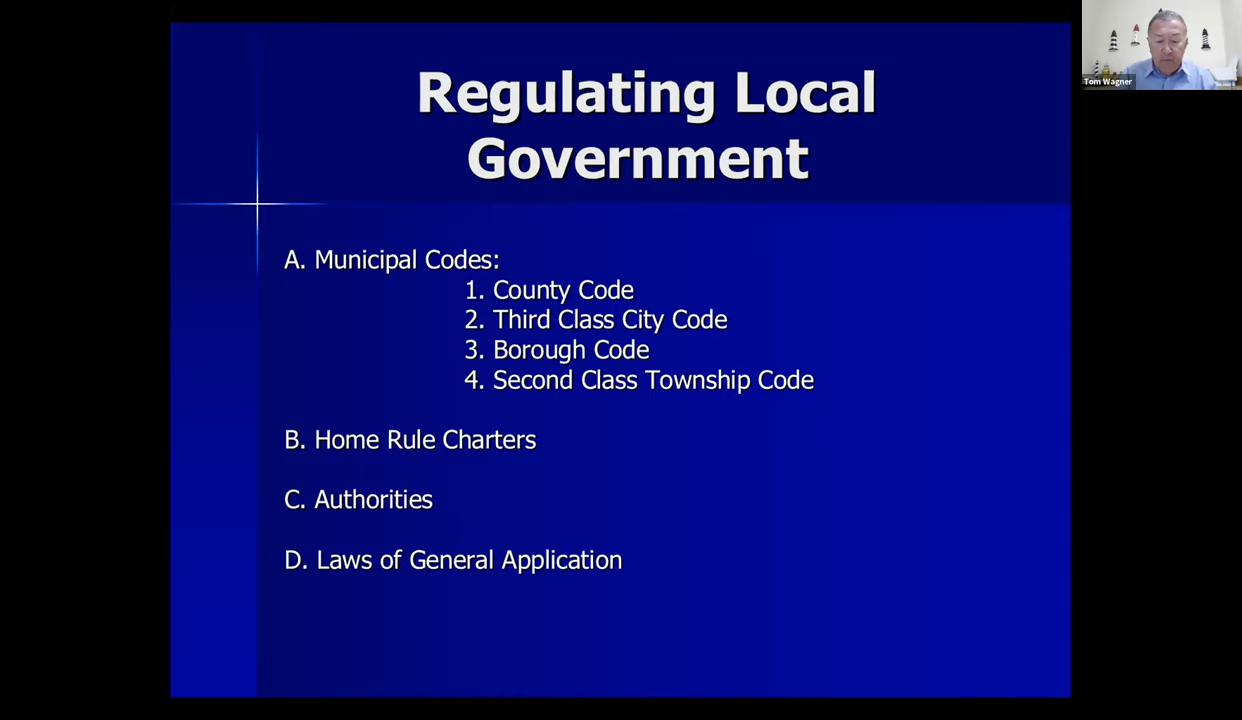 Regulating Local
Government
A. Municipal Codes:
1. County Code
2. Third Class City Code
3. Borough Code
4. Second Class Township Code
B. Home Rule Charters
C. Authorities
D. Laws of General Application
Tom Wagner